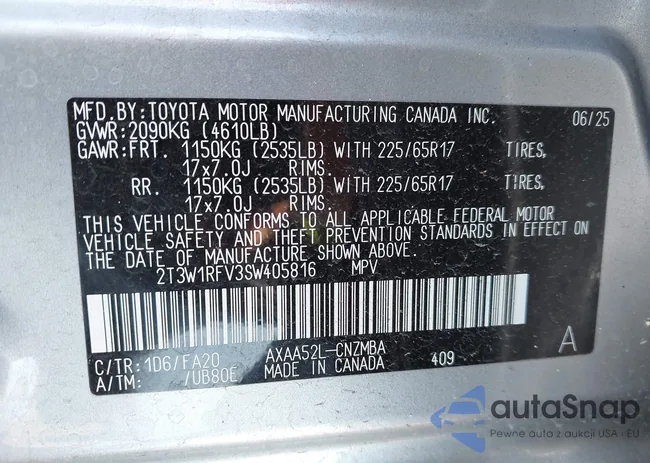 MFD.BY:TOYOTA MOTOR MANUFACTURING CANADA INC. 06/25
GVWR:2090KG (4610LB)
GAWR:FRT. 1150KG (2535LB) WITH 225/65R17 TIRES,
17x7.0J RIMS.
RR. 1150KG (2535LB) WITH 225/65R17 TIRES,
17x7.0J RIMS.
THIS VEHICLE CONFORMS TO ALL APPLICABLE FEDERAL MOTOR
VEHICLE SAFETY AND THEFT PREVENTION STANDARDS IN EFFECT ON
THE DATE OF MANUFACTURE SHOWN ABOVE.
2T3W1RFV3SW405816 MPV
C/TR:1D6/FA20 AXAA52L-CNZMBA 409 A
A/TM: /UB80E MADE IN CANADA
autaSnap
Pewne auto z aukcji USA - EU